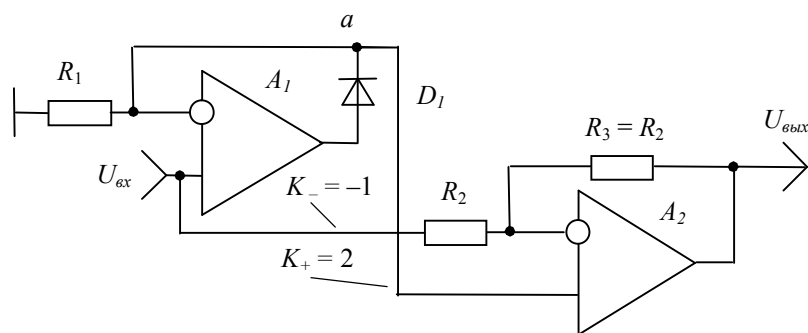 a
R1
A1
D1
R3 = R2
Uвых
Uвх
K– = –1
R2
A2
K+ = 2